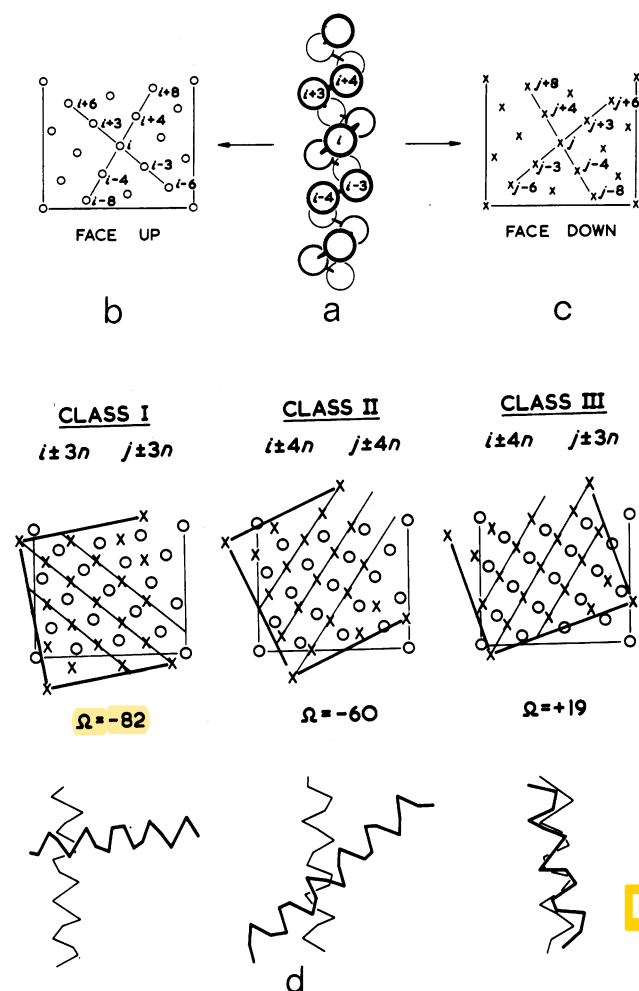 i+3 i+4
i
i-4 i-3
a
i+8
i+6
i+3 i+4
i
i-3
i-4
i-6
i-8
FACE UP
b
j+8
j+6
j+4 j+3
j
j-3 j-4
j-6 j-8
FACE DOWN
c
CLASS I
i±3n j±3n
Ω=-82
CLASS II
i±4n j±4n
Ω=-60
CLASS III
i±4n j±3n
Ω=+19
d